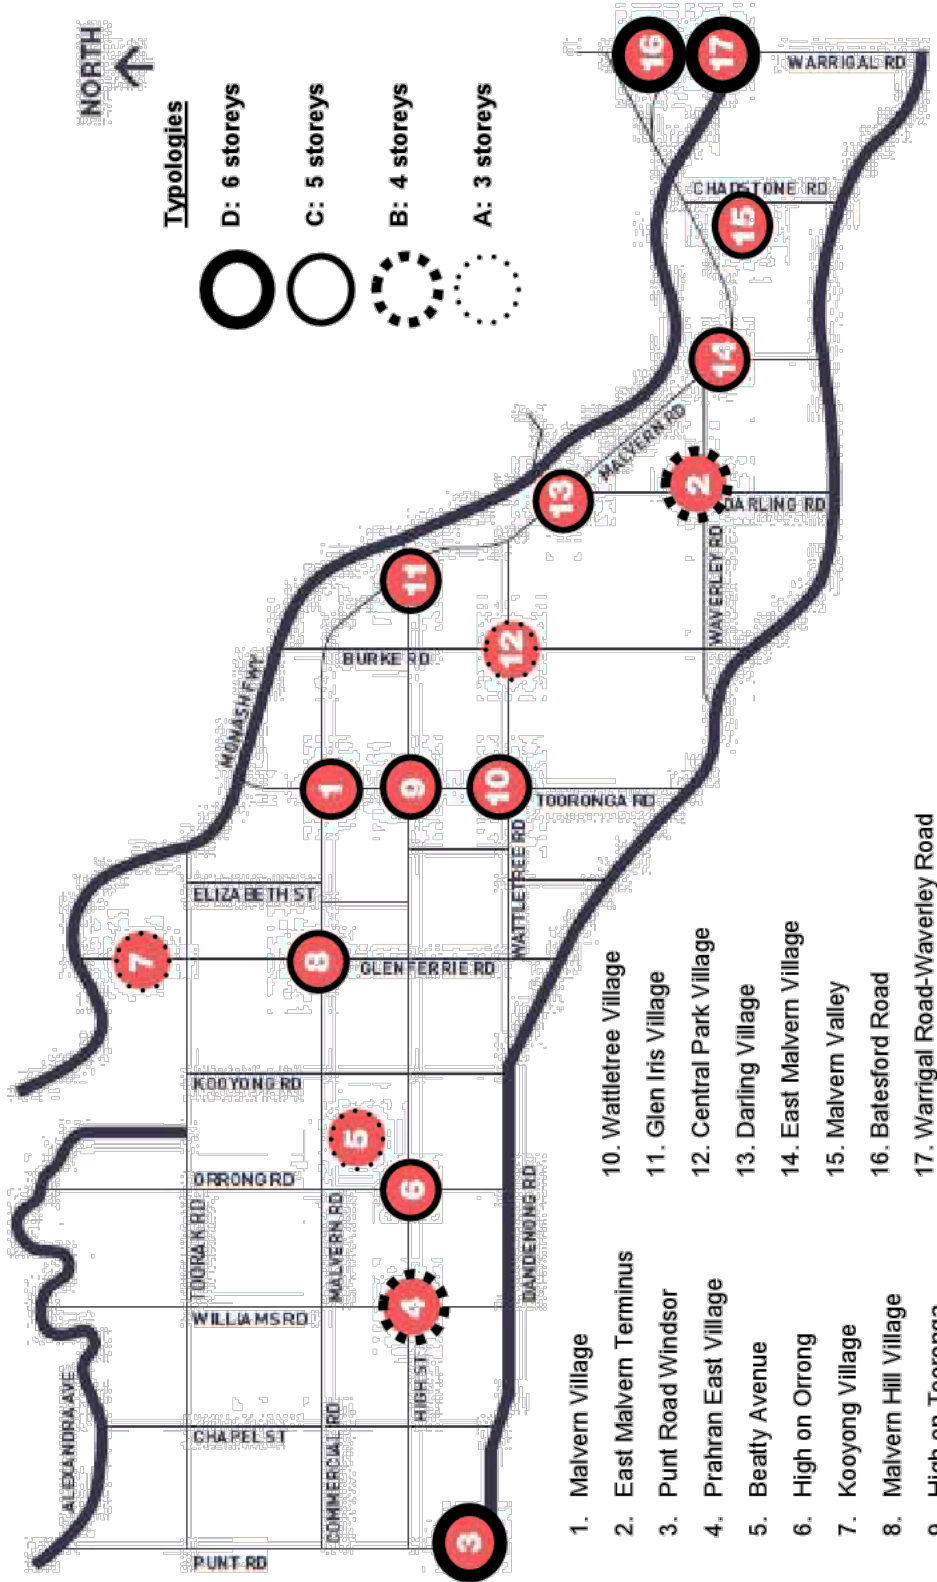 NORTH
Typologies
D: 6 storeys
C: 5 storeys
B: 4 storeys
A: 3 storeys
ALEXANDRA AVE
MONASH FWY
TOORAK RD
MALVERN RD
COMMERCIAL RD
HIGH ST
DANDENONG RD
WATTLETREE RD
WAVERLEY RD
MALVERN RD
PUNT RD
CHAPEL ST
WILLIAMS RD
ORRONG RD
KOOYONG RD
GLENFERRIE RD
ELIZABETH ST
TOORONGA RD
BURKE RD
DARLING RD
CHADSTONE RD
WARRIGAL RD
3
4
6
5
7
8
1
9
10
12
11
13
2
14
15
16
17
1. Malvern Village
2. East Malvern Terminus
3. Punt Road Windsor
4. Prahran East Village
5. Beatty Avenue
6. High on Orrong
7. Kooyong Village
8. Malvern Hill Village
9. High on Tooronga
10. Wattletree Village
11. Glen Iris Village
12. Central Park Village
13. Darling Village
14. East Malvern Village
15. Malvern Valley
16. Batesford Road
17. Warrigal Road-Waverley Road